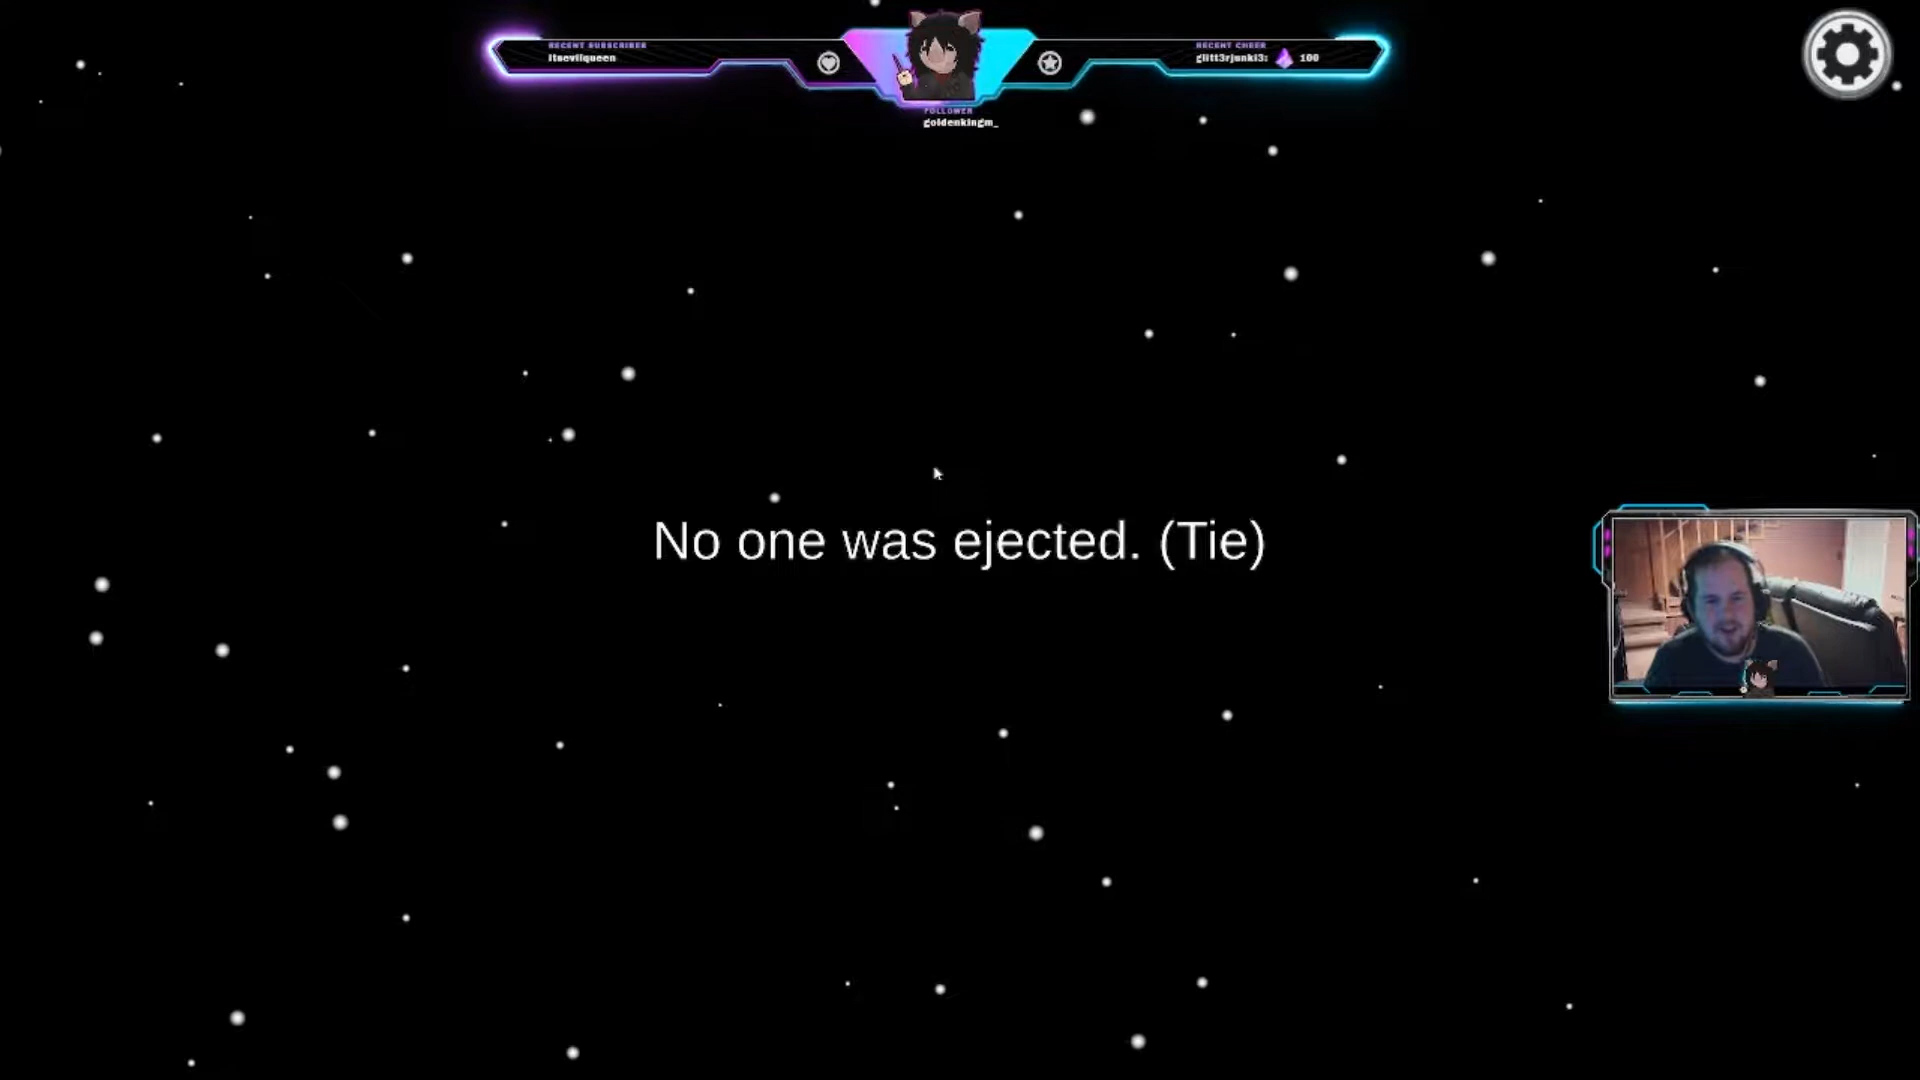 RECENT SUBSCRIBER
itsevilqueen
RECENT CHEER
glitt3rjunki3: 100
FOLLOWER
goldenkingm_
No one was ejected. (Tie)